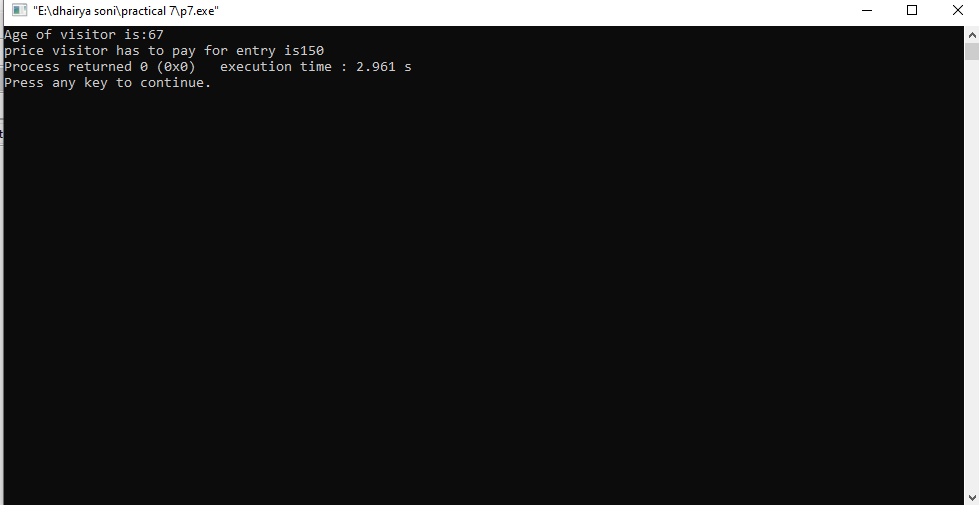 "E:\dhairya soni\practical 7\p7.exe"
Age of visitor is:67
price visitor has to pay for entry is150
Process returned 0 (0x0)   execution time : 2.961 s
Press any key to continue.